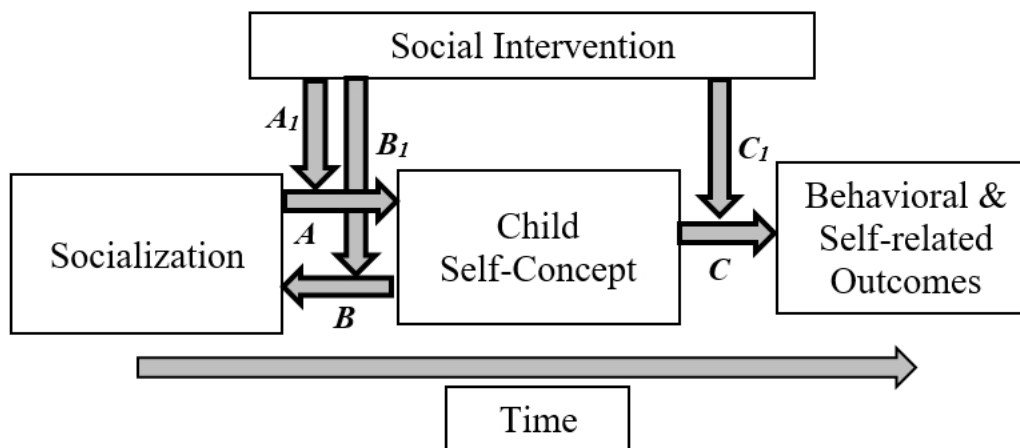 Social Intervention
A1
B1
C1
Socialization
A
B
Child
Self-Concept
C
Behavioral &
Self-related
Outcomes
Time